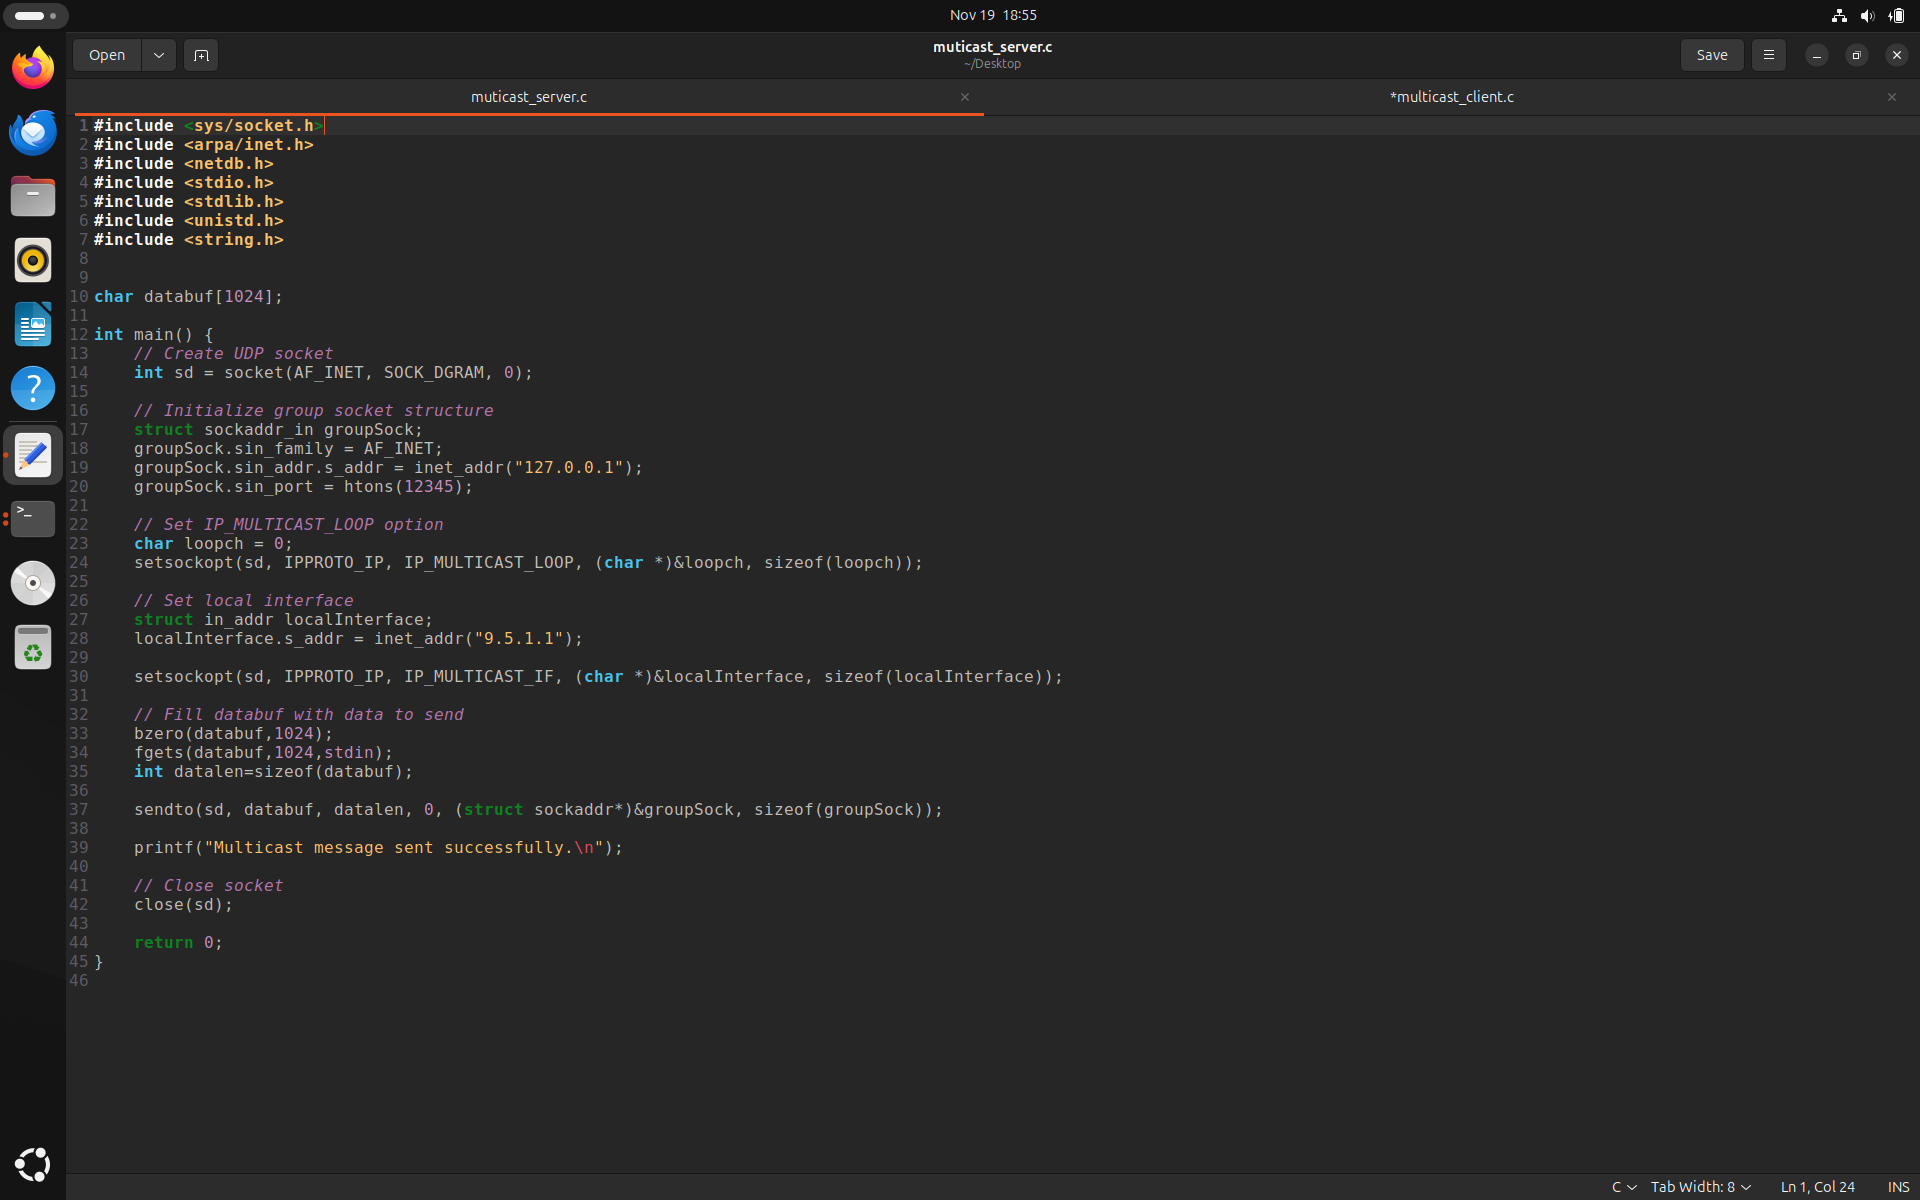 Nov 19 18:55
Open
muticast_server.c
~/Desktop
Save
muticast_server.c
*multicast_client.c
1 #include <sys/socket.h>
2 #include <arpa/inet.h>
3 #include <netdb.h>
4 #include <stdio.h>
5 #include <stdlib.h>
6 #include <unistd.h>
7 #include <string.h>
8
9
10 char databuf[1024];
11
12 int main() {
13     // Create UDP socket
14     int sd = socket(AF_INET, SOCK_DGRAM, 0);
15
16     // Initialize group socket structure
17     struct sockaddr_in groupSock;
18     groupSock.sin_family = AF_INET;
19     groupSock.sin_addr.s_addr = inet_addr("127.0.0.1");
20     groupSock.sin_port = htons(12345);
21
22     // Set IP_MULTICAST_LOOP option
23     char loopch = 0;
24     setsockopt(sd, IPPROTO_IP, IP_MULTICAST_LOOP, (char *)&loopch, sizeof(loopch));
25
26     // Set local interface
27     struct in_addr localInterface;
28     localInterface.s_addr = inet_addr("9.5.1.1");
29
30     setsockopt(sd, IPPROTO_IP, IP_MULTICAST_IF, (char *)&localInterface, sizeof(localInterface));
31
32     // Fill databuf with data to send
33     bzero(databuf,1024);
34     fgets(databuf,1024,stdin);
35     int datalen=sizeof(databuf);
36
37     sendto(sd, databuf, datalen, 0, (struct sockaddr*)&groupSock, sizeof(groupSock));
38
39     printf("Multicast message sent successfully.\n");
40
41     // Close socket
42     close(sd);
43
44     return 0;
45 }
46
C
Tab Width: 8
Ln 1, Col 24
INS